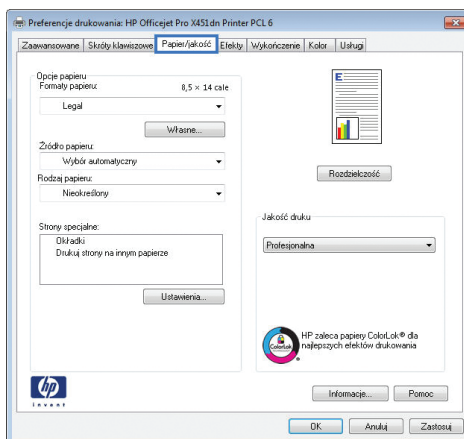 Preferencje drukowania: HP Officejet Pro X451dn Printer PCL 6
Zaawansowane Skróty klawiszowe Papier/jakość Efekty Wykończenie Kolor Usługi
Opcje papieru
Formaty papieru: 8,5 × 14 cale
Legal
Własne...
Źródło papieru:
Wybór automatyczny
Rodzaj papieru:
Nieokreślony
Strony specjalne:
Okładki
Drukuj strony na innym papierze
Ustawienia...
E
Rozdzielczość
Jakość druku
Profesjonalna
ColorLok
HP zaleca papiery ColorLok® dla
najlepszych efektów drukowania
hp
invent
Informacje... Pomoc
OK Anuluj Zastosuj